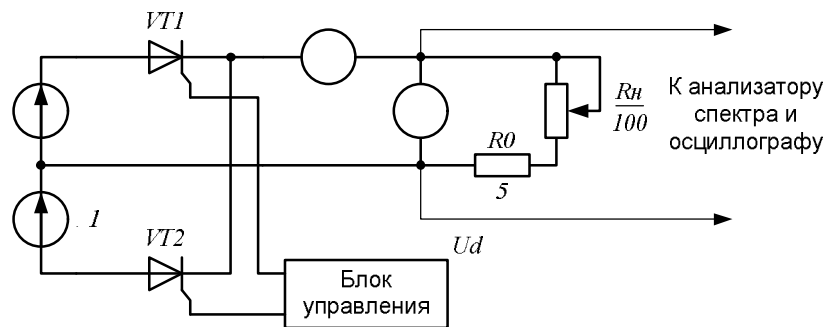 VT1
Rн
100
К анализатору
спектра и
осциллографу
R0
5
. 1
VT2
Ud
Блок
управления